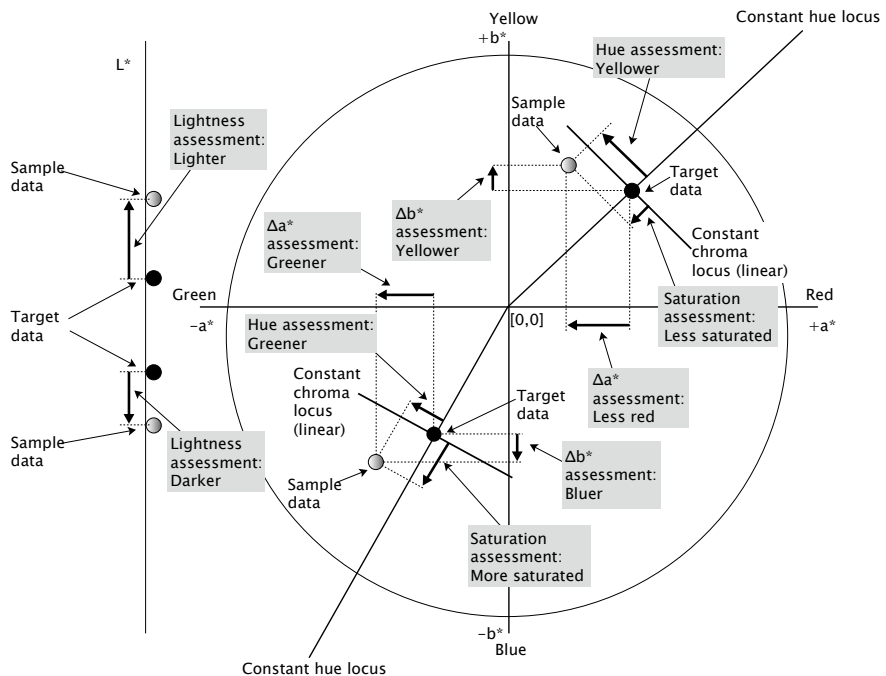 Yellow
+b*
Constant hue locus
L*
Hue assessment:
Yellower
Sample
data
Lightness
assessment:
Lighter
Sample
data
Target
data
Δb*
assessment:
Yellower
Δa*
assessment:
Greener
Constant
chroma
locus (linear)
Green
-a*
Red
+a*
[0,0]
Target
data
Hue assessment:
Greener
Saturation
assessment:
Less saturated
Constant
chroma
locus
(linear)
Target
data
Δa*
assessment:
Less red
Sample
data
Lightness
assessment:
Darker
Sample
data
Δb*
assessment:
Bluer
Saturation
assessment:
More saturated
-b*
Blue
Constant hue locus